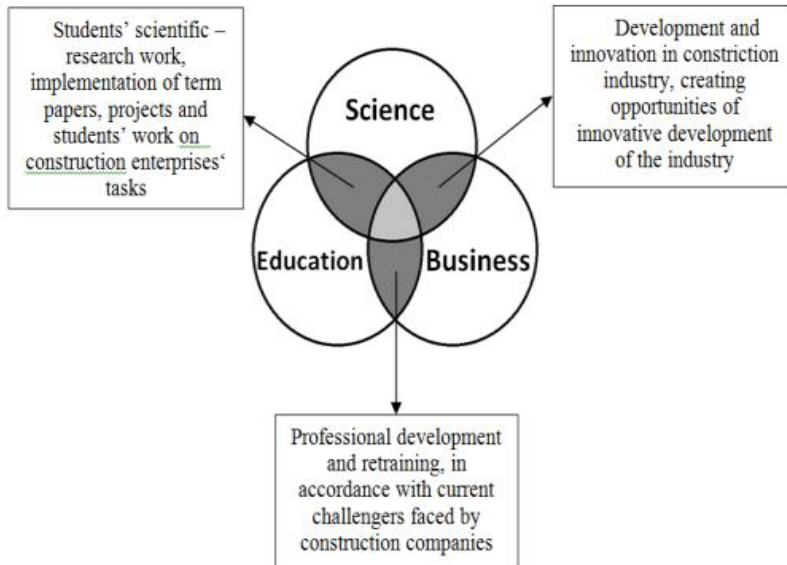 Students’ scientific –
research work,
implementation of term
papers, projects and
students’ work on
construction enterprises‘
tasks
Development and
innovation in constriction
industry, creating
opportunities of
innovative development
of the industry
Science
Education
Business
Professional development
and retraining, in
accordance with current
challengers faced by
construction companies